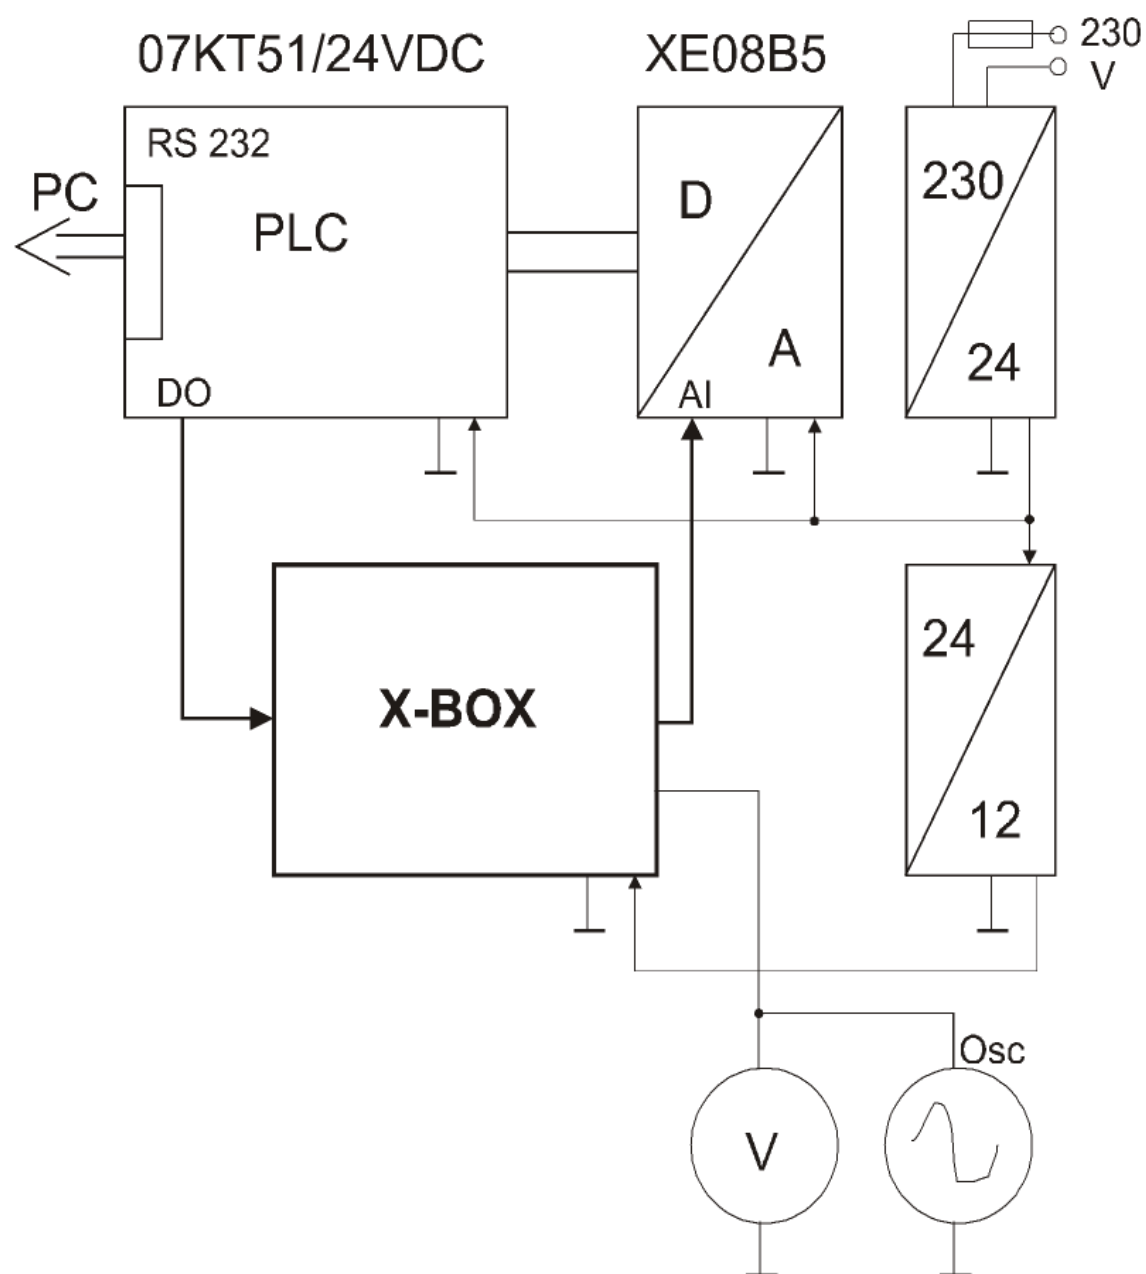 07KT51/24VDC
XE08B5
230
V
RS 232
PC
PLC
D
A
230
24
DO
AI
X-BOX
24
12
Osc
V